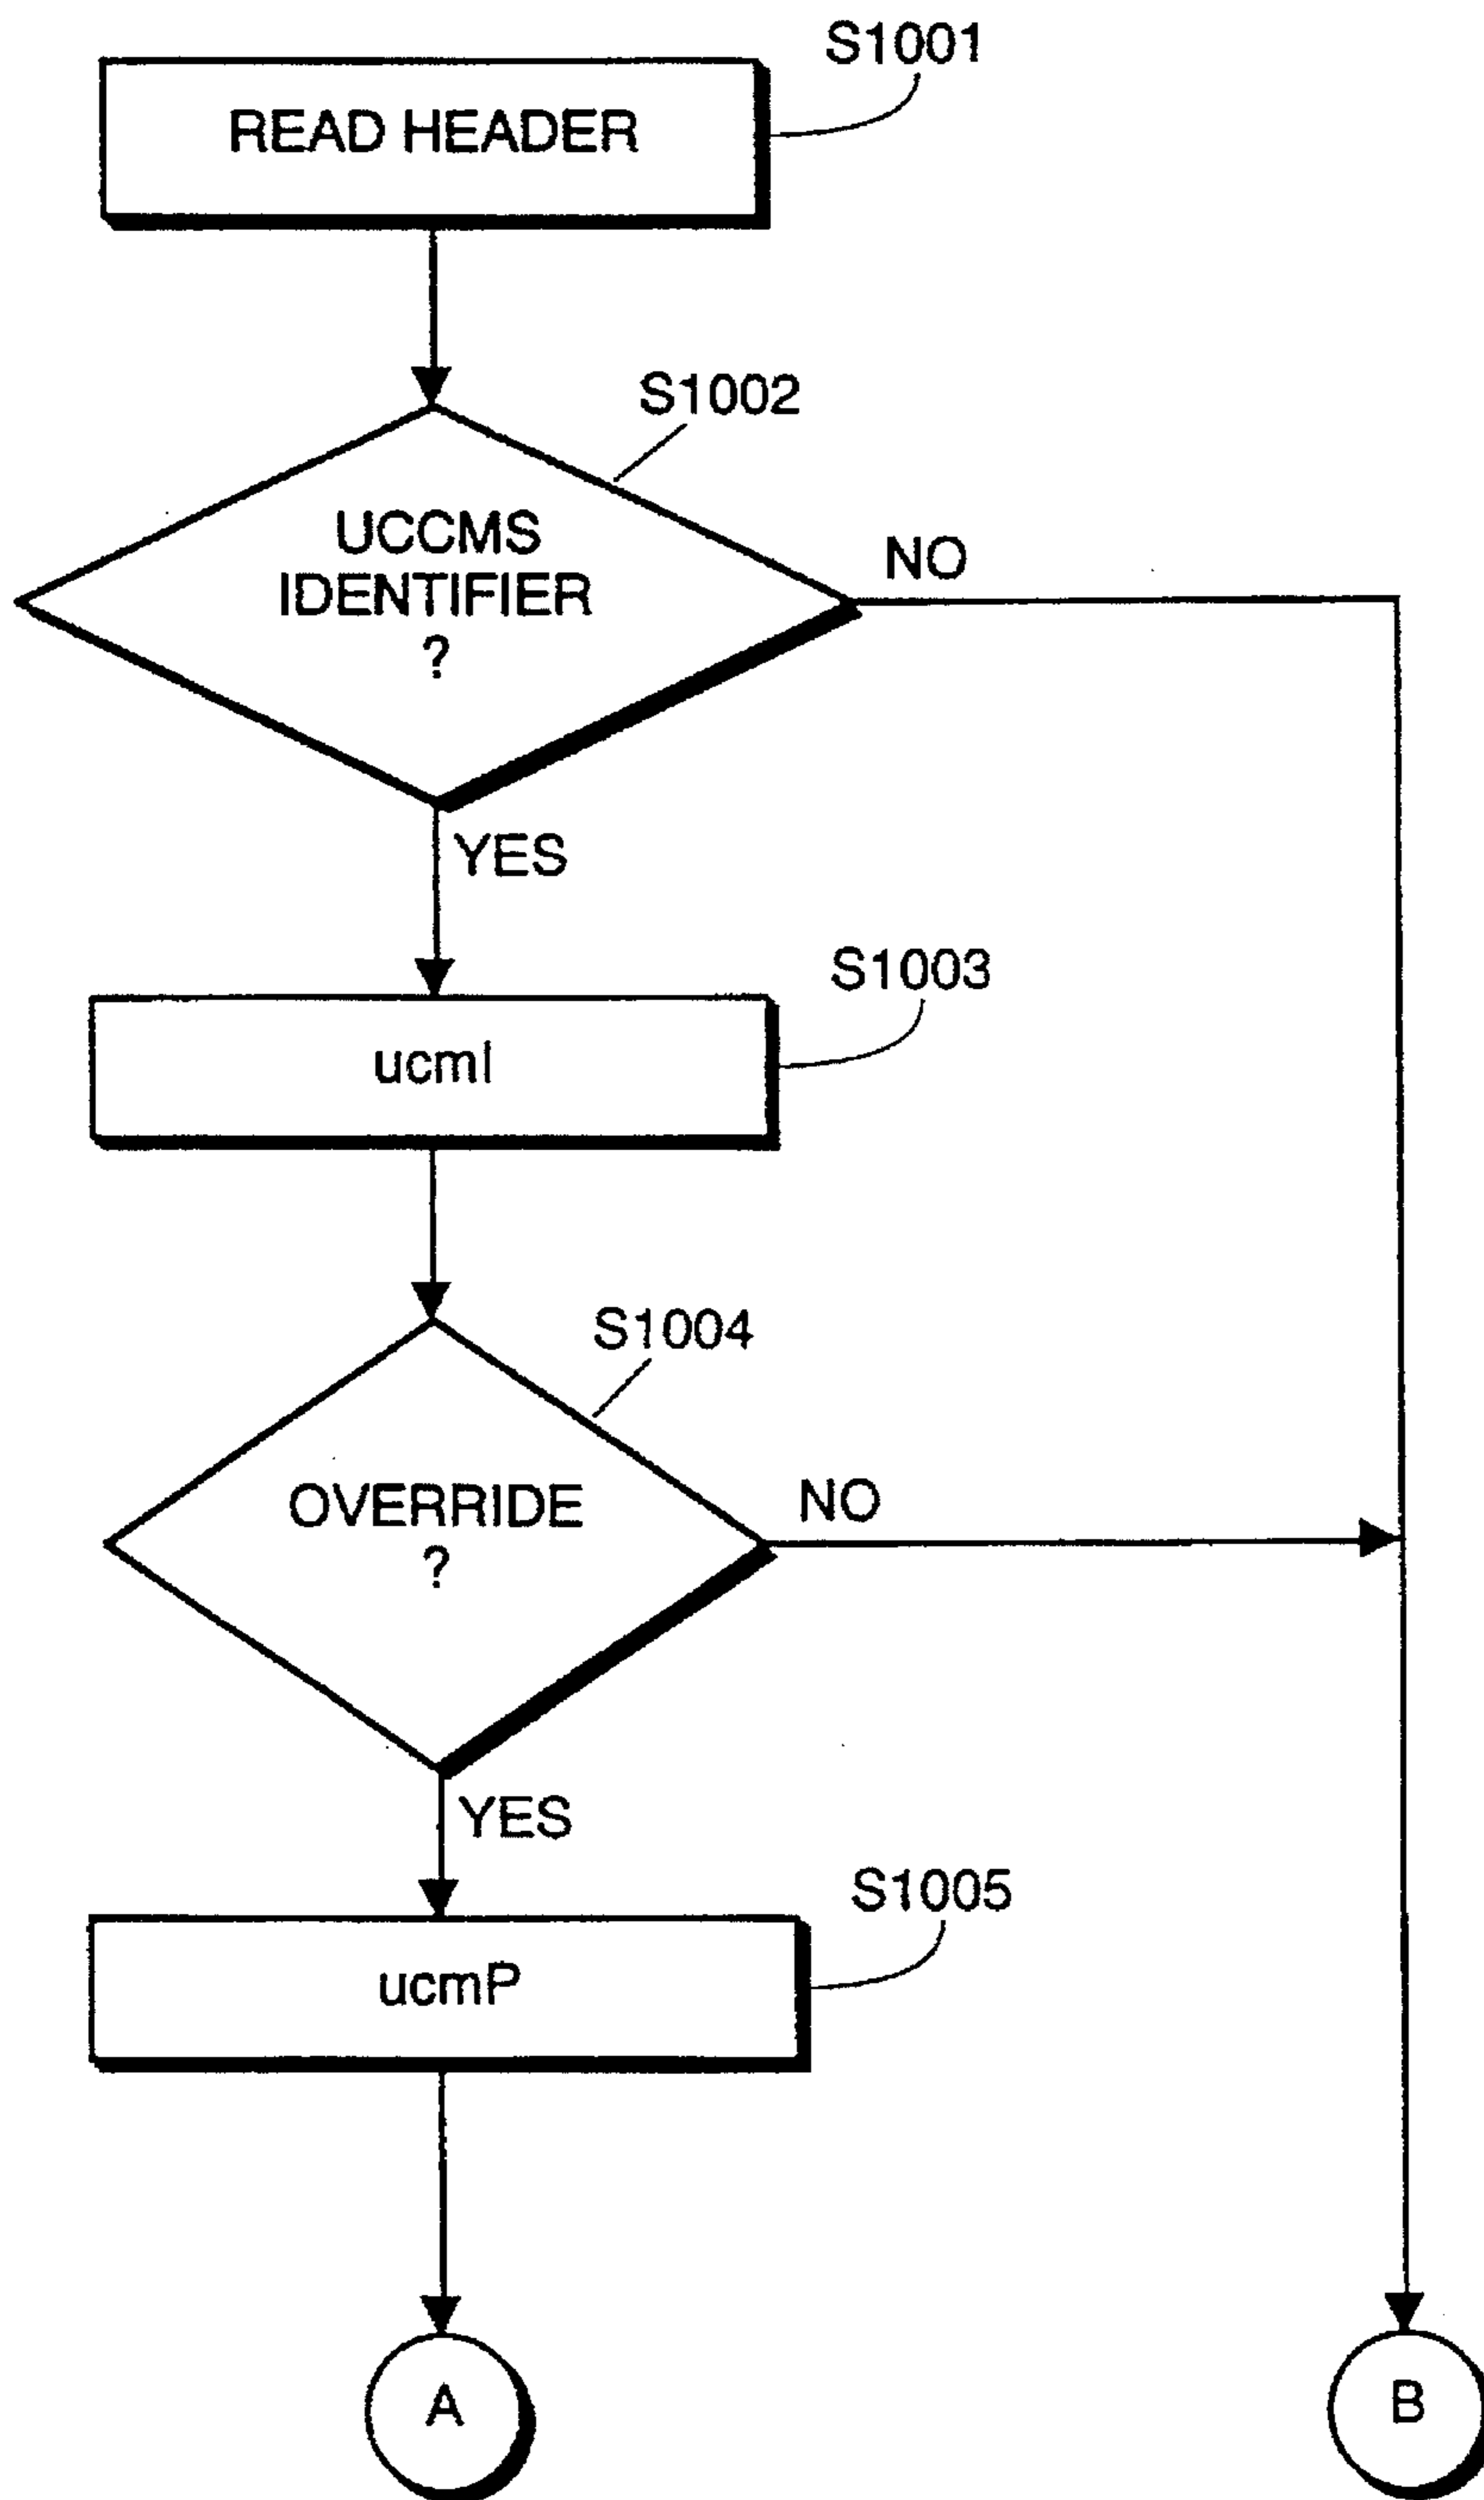 S1001
READ HEADER
S1002
UCCMS
IDENTIFIER
?
NO
YES
S1003
ucmI
S1004
OVERRIDE
?
NO
YES
S1005
ucmP
A
B